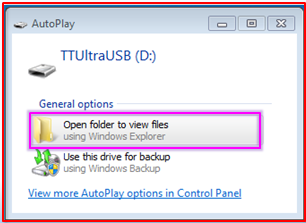 AutoPlay
TTUltraUSB (D:)
General options
Open folder to view files
using Windows Explorer
Use this drive for backup
using Windows Backup
View more AutoPlay options in Control Panel